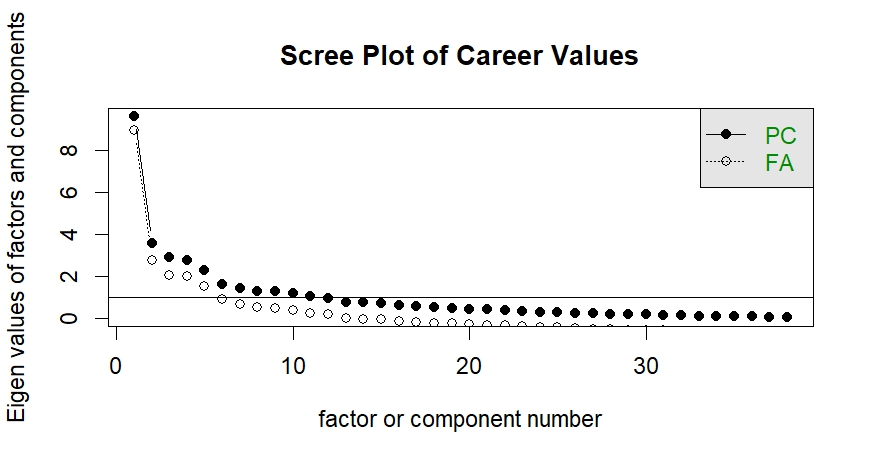 Scree Plot of Career Values
Eigen values of factors and components
8
6
4
2
0
PC
FA
0 10 20 30
factor or component number